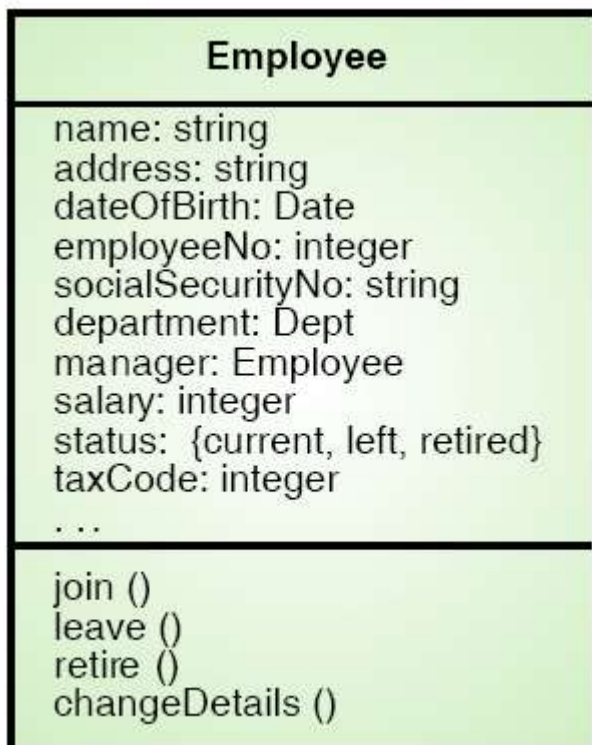 Employee
name: string
address: string
dateOfBirth: Date
employeeNo: integer
socialSecurityNo: string
department: Dept
manager: Employee
salary: integer
status: {current, left, retired}
taxCode: integer
. . .
join ()
leave ()
retire ()
changeDetails ()